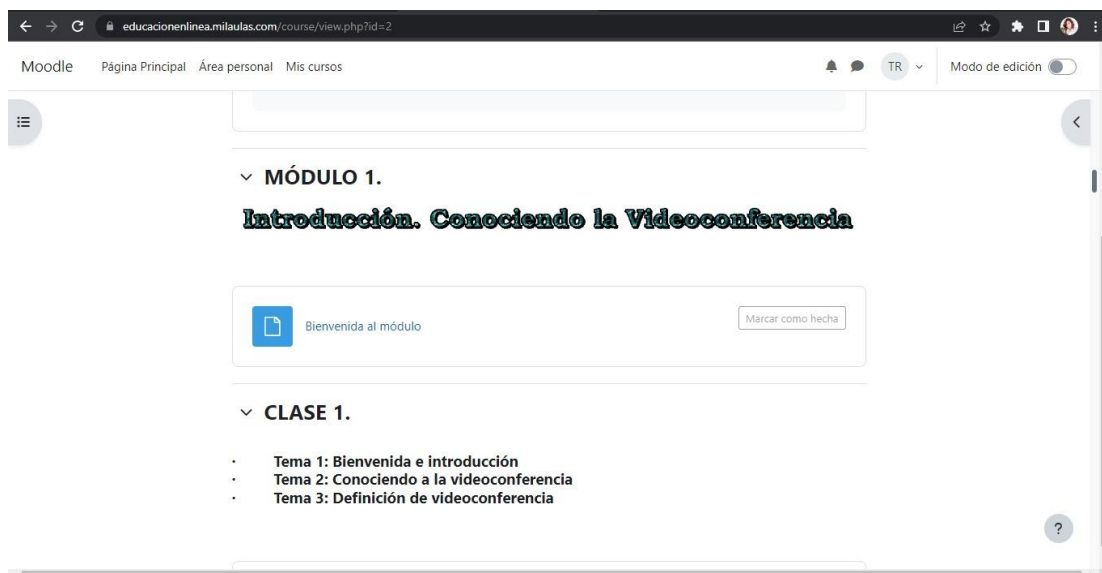 educacionenlinea.milaulas.com/course/view.php?id=2
Moodle Página Principal Área personal Mis cursos TR Modo de edición
MÓDULO 1.
Introducción. Conociendo la Videoconferencia
Bienvenida al módulo Marcar como hecha
CLASE 1.
· Tema 1: Bienvenida e introducción
· Tema 2: Conociendo a la videoconferencia
· Tema 3: Definición de videoconferencia
?